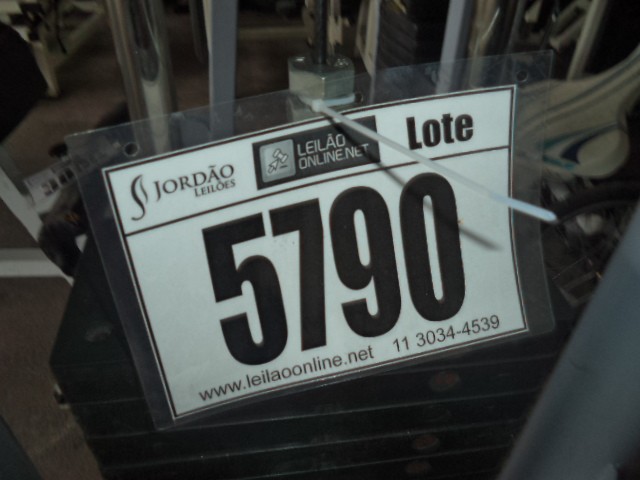 JORDÃO
LEILÕES
LEILÃO
ONLINE.NET
Lote
5790
www.leilaoonline.net 11 3034-4539